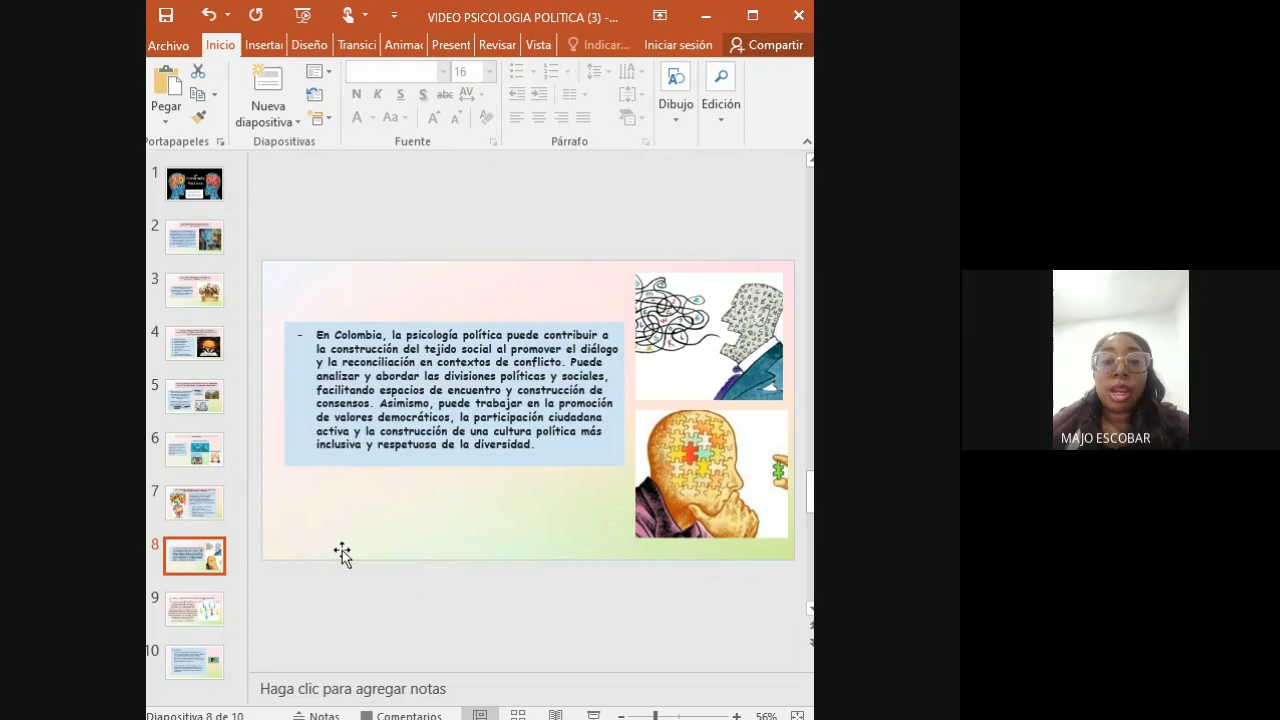 VIDEO PSICOLOGIA POLITICA (3) -...
Archivo
Inicio
Insertar
Diseño
Transici
Animac
Present
Revisar
Vista
Indicar...
Iniciar sesión
Compartir
Pegar
Nueva
diapositiva
16
N K S S abc AV
A Aa A A
Dibujo
Edición
Portapapeles
Diapositivas
Fuente
Párrafo
1
2
3
4
5
6
7
8
9
10
- En Colombia, la psicología política puede contribuir a
la construcción del tejido social al promover el diálogo
y la reconciliación en contextos de conflicto. Puede
analizar y abordar las divisiones políticas y sociales,
facilitando espacios de encuentro y construcción de
consensos. Asimismo, puede trabajar en la promoción
de valores democráticos, la participación ciudadana
activa y la construcción de una cultura política más
inclusiva y respetuosa de la diversidad.
MAJO ESCOBAR
Haga clic para agregar notas
Diapositiva 8 de 10
Notas
Comentarios
56%